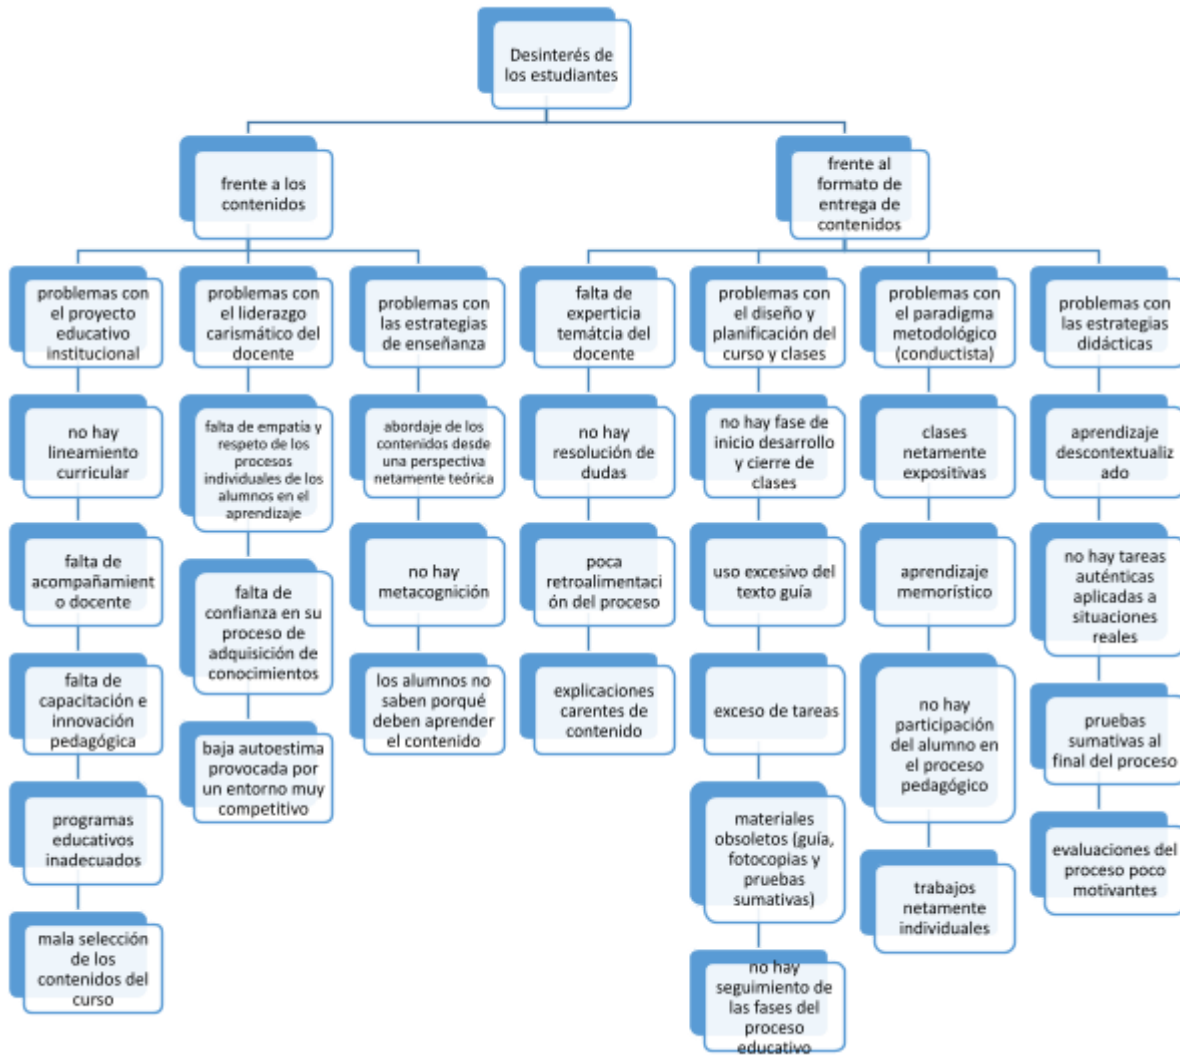 Desinterés de
los estudiantes
frente a los
contenidos
frente al
formato de
entrega de
contenidos
problemas con
el proyecto
educativo
institucional
problemas con
el liderazgo
carismático del
docente
problemas con
las estrategias
de enseñanza
falta de
experticia
temátcia del
docente
problemas con
el diseño y
planificación del
curso y clases
problemas con
el paradigma
metodológico
(conductista)
problemas con
las estrategias
didácticas
no hay
lineamiento
curricular
falta de empatía y
respeto de los
procesos
individuales de los
alumnos en el
aprendizaje
abordaje de los
contenidos desde
una perspectiva
netamente teórica
no hay
resolución de
dudas
no hay fase de
inicio desarrollo
y cierre de
clases
clases
netamente
expositivas
aprendizaje
descontextualiz
ado
falta de
acompañamient
o docente
falta de
confianza en su
proceso de
adquisición de
conocimientos
no hay
metacognición
poca
retroalimentaci
ón del proceso
uso excesivo del
texto guía
aprendizaje
memorístico
no hay tareas
auténticas
aplicadas a
situaciones
reales
falta de
capacitación e
innovación
pedagógica
baja autoestima
provocada por
un entorno muy
competitivo
los alumnos no
saben porqué
deben aprender
el contenido
explicaciones
carentes de
contenido
exceso de tareas
no hay
participación
del alumno en
el proceso
pedagógico
pruebas
sumativas al
final del proceso
programas
educativos
inadecuados
materiales
obsoletos (guía,
fotocopias y
pruebas
sumativas)
trabajos
netamente
individuales
evaluaciones del
proceso poco
motivantes
mala selección
de los
contenidos del
curso
no hay
seguimiento de
las fases del
proceso
educativo